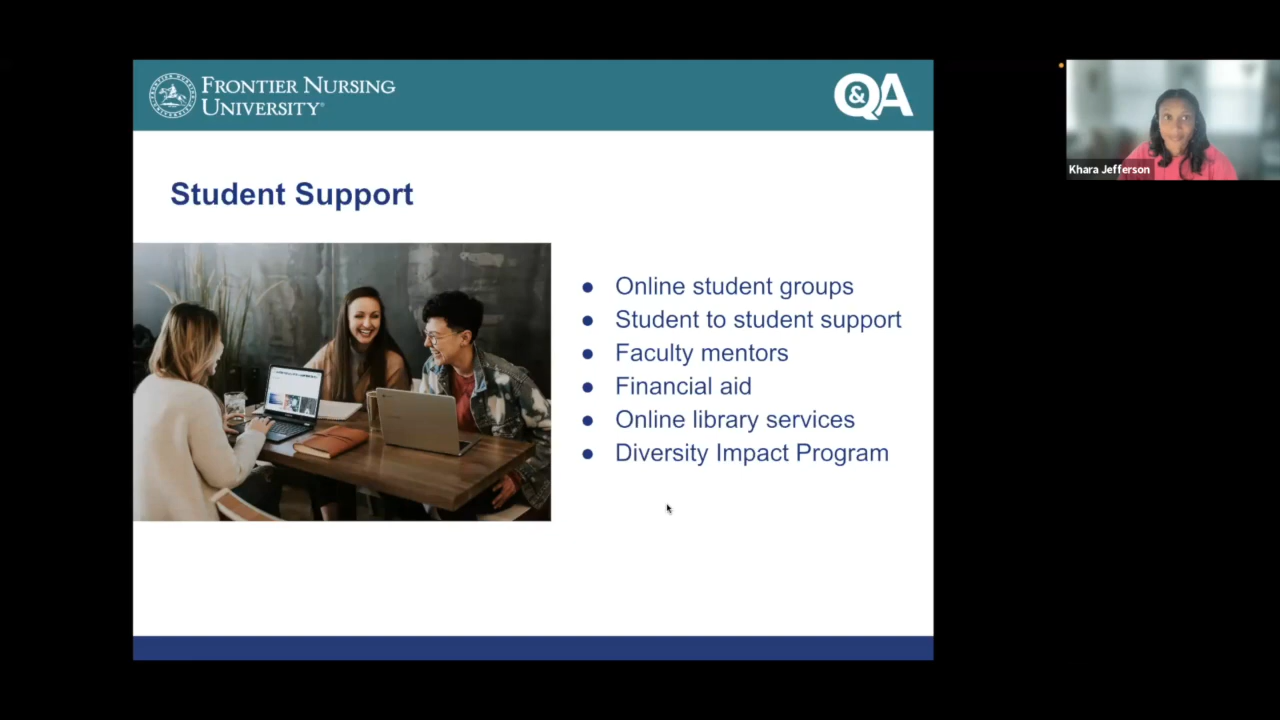 FRONTIER NURSING
UNIVERSITY®
Q&A
Khara Jefferson
Student Support
● Online student groups
● Student to student support
● Faculty mentors
● Financial aid
● Online library services
● Diversity Impact Program